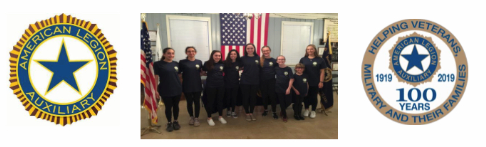 AMERICAN LEGION
AUXILIARY
HELPING VETERANS,
MILITARY AND THEIR FAMILIES
AMERICAN LEGION
AUXILIARY
1919
2019
100
YEARS